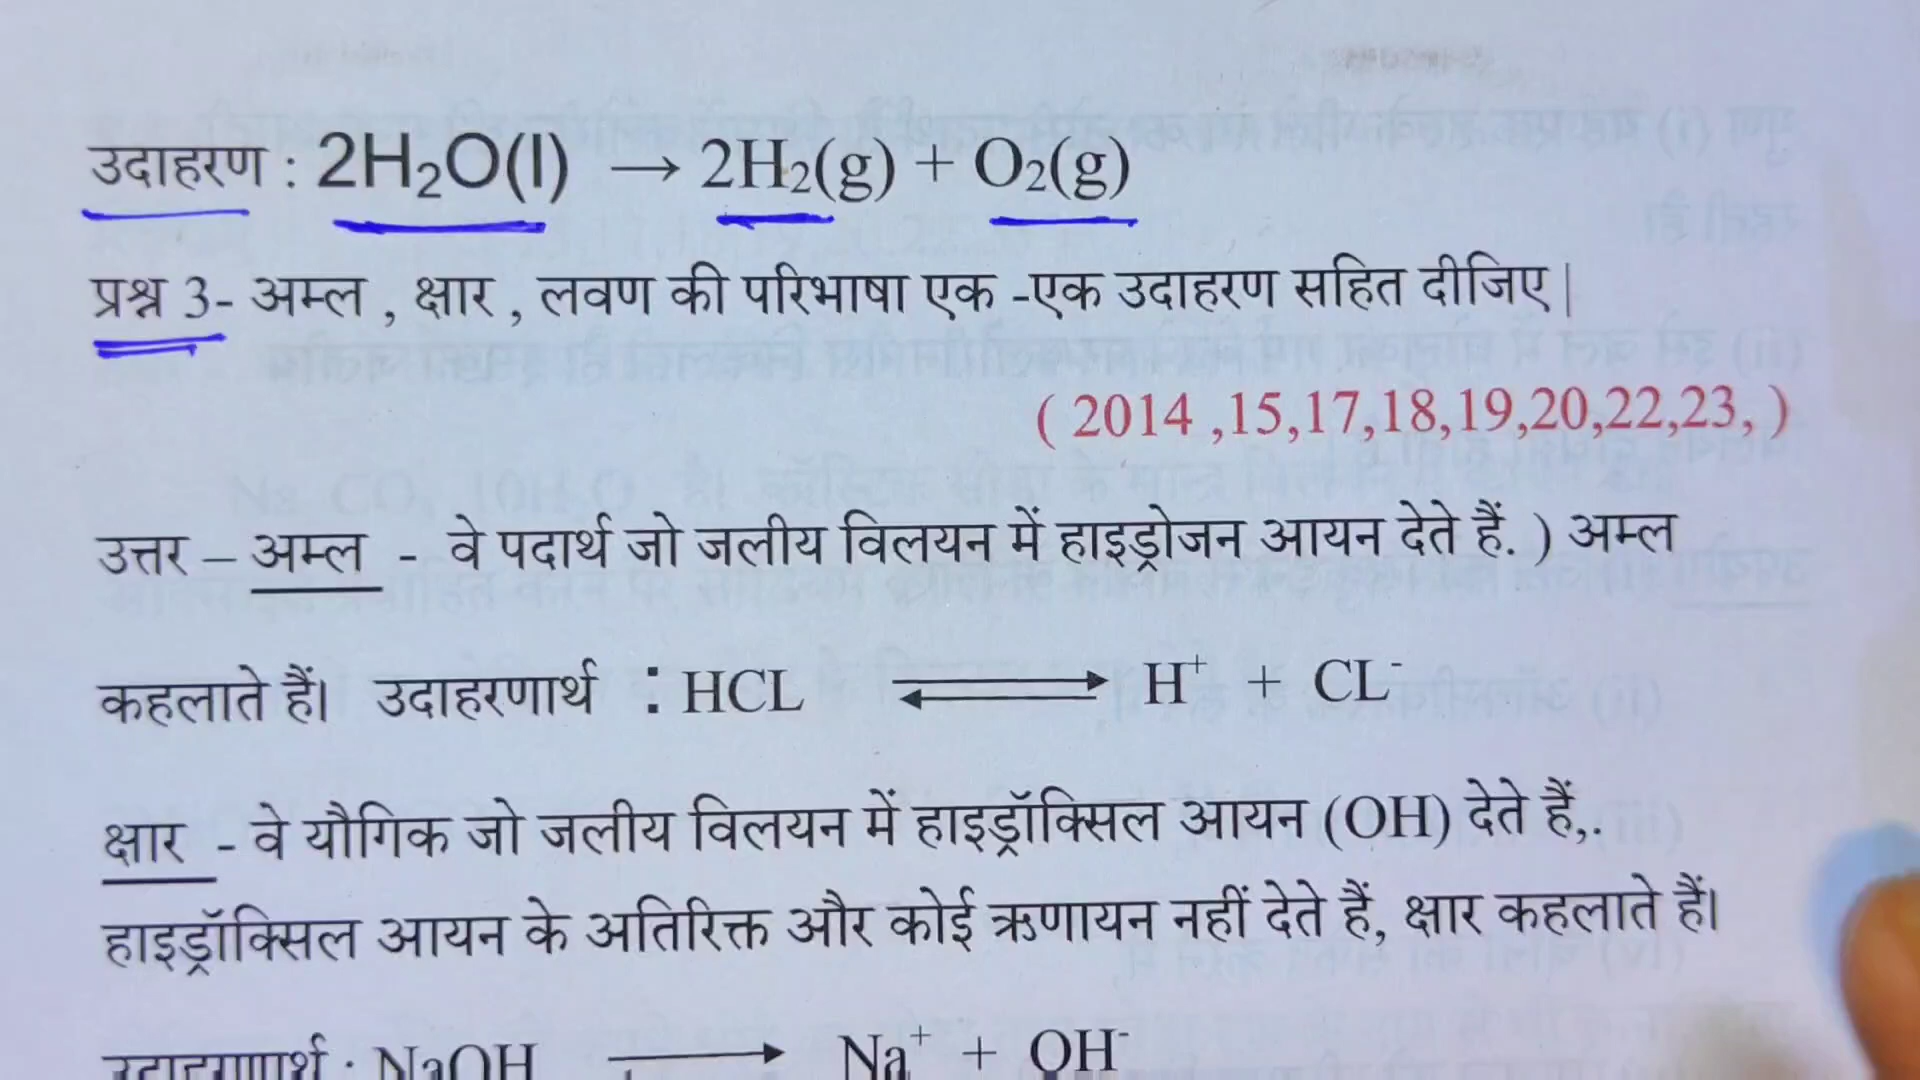 उदाहरण : 2H₂O(l) → 2H₂(g) + O₂(g)
प्रश्न 3- अम्ल , क्षार , लवण की परिभाषा एक -एक उदाहरण सहित दीजिए |
( 2014 ,15,17,18,19,20,22,23, )
उत्तर – अम्ल - वे पदार्थ जो जलीय विलयन में हाइड्रोजन आयन देते हैं. ) अम्ल
कहलाते हैं। उदाहरणार्थ : HCL ⇌ H⁺ + CL⁻
क्षार - वे यौगिक जो जलीय विलयन में हाइड्रॉक्सिल आयन (OH) देते हैं,.
हाइड्रॉक्सिल आयन के अतिरिक्त और कोई ऋणायन नहीं देते हैं, क्षार कहलाते हैं।
उदाहरणार्थ : NaOH → Na⁺ + OH⁻